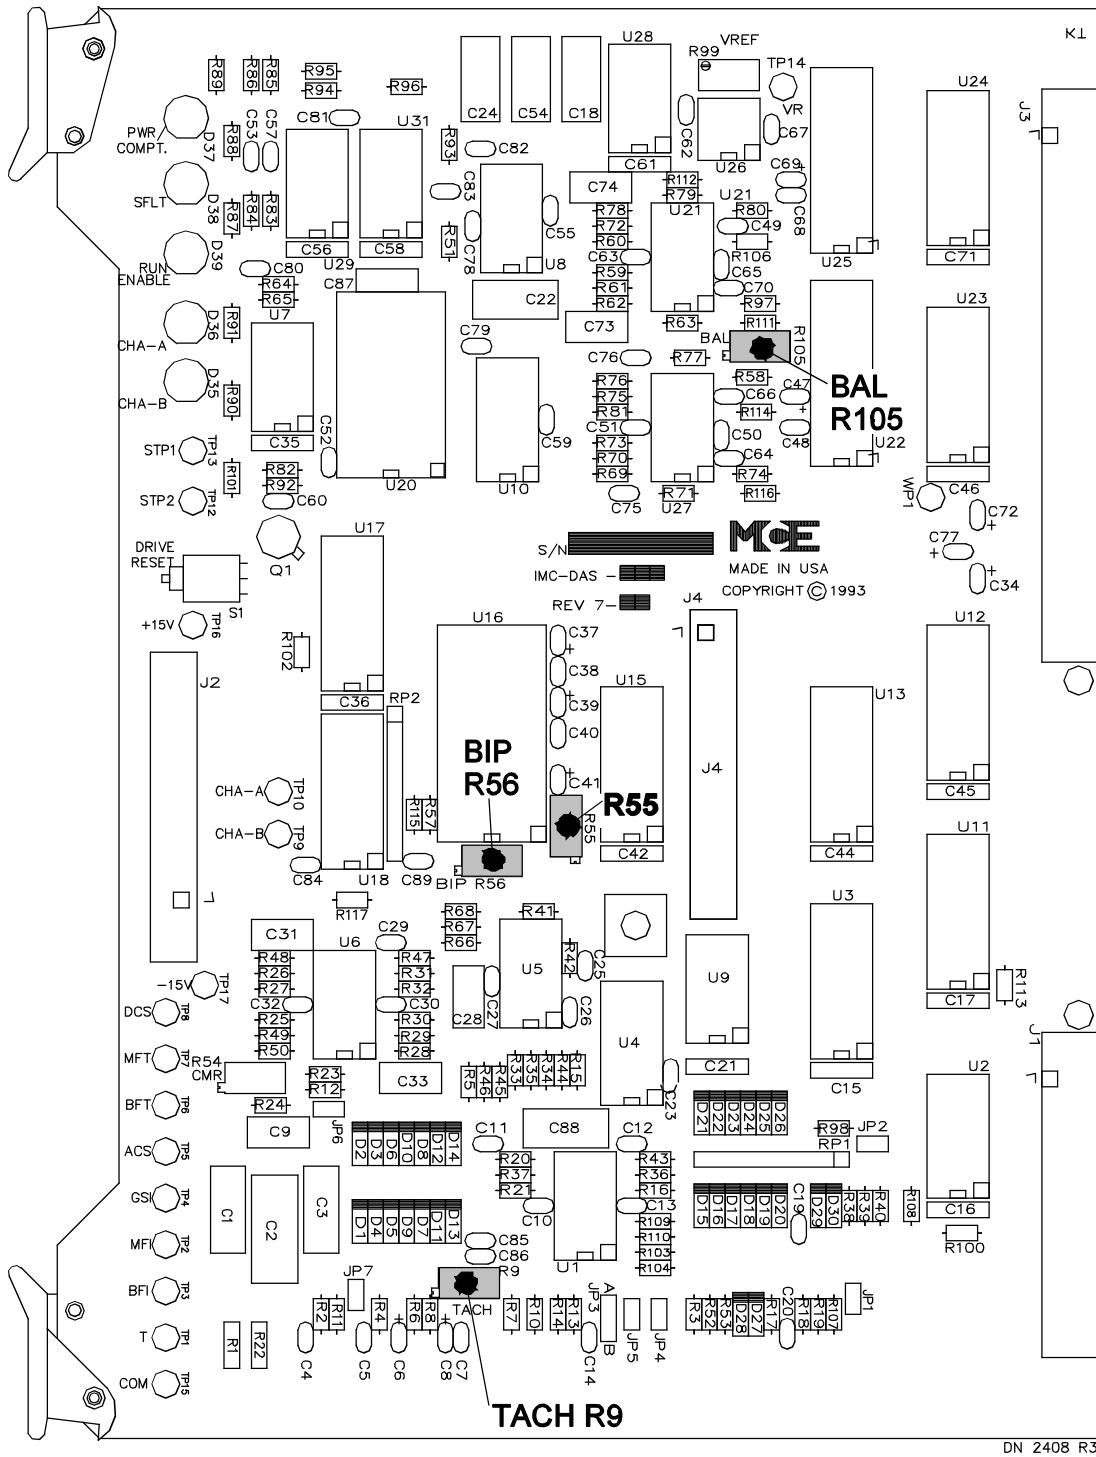 U28
VREF
R99
TP14
VR
K1
J3
U24
R89
R86
R85
R95
R94
R96
C24
C54
C18
C81
U31
C62
C67
U26
PWR/
COMPT.
D37
R88
C53
C57
R93
C82
C61
C74
R112
R79
C69
C68
SFLT
D38
R87
R84
R83
C83
C78
C55
R51
R78
R72
R60
U21
U21
R80
C49
R106
RUN
ENABLE
D39
C80
C56
C58
U29
C87
U8
C63
R59
R61
R62
C65
C70
R97
U25
C71
R64
R65
U7
C22
C73
R63
R111
U23
CHA-A
D36
R91
C79
C76
R77
BAL
R105
CHA-B
D35
R90
R76
R75
R81
C51
R73
R70
R69
R58
C66
R114
C47
C48
BAL
R105
C50
C64
R74
R116
U22
C59
STP1
TP13
C35
C52
R101
R82
R92
C60
U20
U10
C75
R71
U27
WP1
C46
C72
STP2
TP12
DRIVE
RESET
S1
Q1
U17
S/N
MCE
MADE IN USA
COPYRIGHT © 1993
IMC-DAS -
REV 7-
C77
C34
+15V
TP16
R102
U16
C37
C38
C39
C40
C41
J4
U12
J2
C36
RP2
U15
U13
J4
BIP
R56
R55
R55
C45
CHA-A
TP10
CHA-B
TP9
R115
R57
U11
C84
U18
C89
BIP R56
C42
C44
R117
R68
R67
R66
R41
U3
C31
U6
C29
R48
R26
R27
C32
R25
R49
R50
R47
R31
R32
C30
R30
R29
R28
U5
R42
C25
C28
C27
C26
U9
U4
C17
R113
-15V
TP17
DCS
TP8
MFT
TP7
R54
CMR
R23
R12
C33
R5
R46
R45
R33
R35
R34
R44
R15
C21
C23
C15
U2
J1
BFT
TP6
R24
JP6
C9
D2
D3
D6
D10
D8
D12
D14
C11
C88
C12
D21
D22
D23
D24
D25
D26
R98
RP1
JP2
ACS
TP5
R20
R37
R21
R43
R36
R16
GSI
TP4
C1
C2
C3
D1
D4
D5
D9
D7
D11
D13
C10
C13
D15
D16
D17
D18
D19
D20
C19
D29
D30
R38
R39
R40
R108
C16
R100
MFI
TP2
C85
C86
R9
U1
R109
R110
R103
R104
BFI
TP3
JP7
TACH
JP3
A
B
JP5
JP4
JP1
T
TP1
R1
R22
R2
R11
R4
R6
R8
C4
C5
C6
C8
C7
R7
R10
R14
R13
C14
R3
R52
R53
D28
D27
R17
C20
R18
R19
R107
COM
TP15
TACH R9
DN 2408 R3